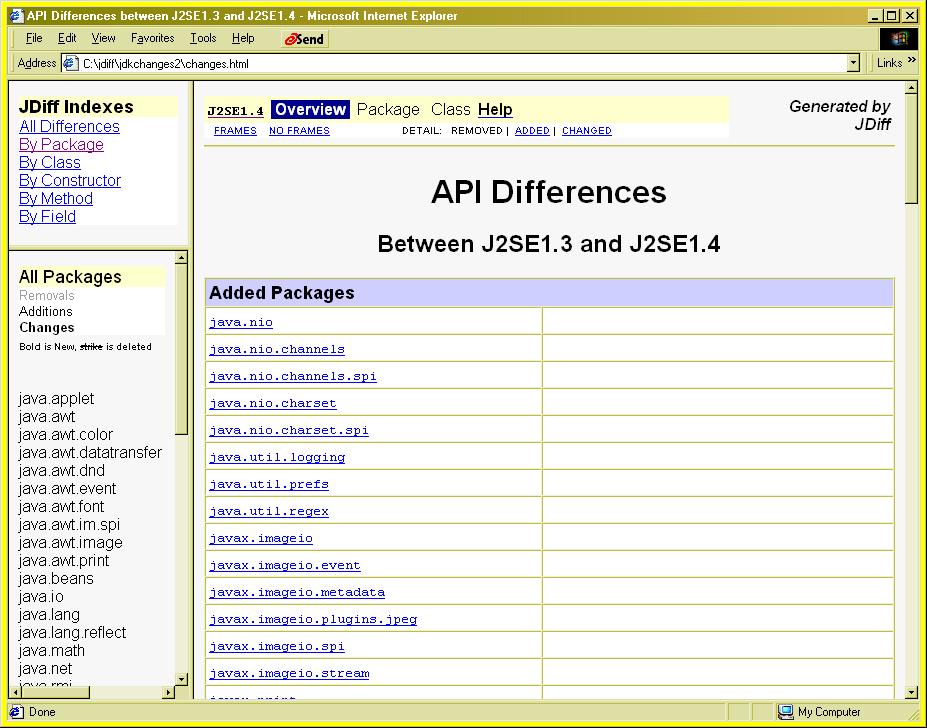 API Differences between J2SE1.3 and J2SE1.4 - Microsoft Internet Explorer
File Edit View Favorites Tools Help Send
Address C:\jdiff\jdkchanges2\changes.html Links »
JDiff Indexes
All Differences
By Package
By Class
By Constructor
By Method
By Field
All Packages
Removals
Additions
Changes
Bold is New, strike is deleted
java.applet
java.awt
java.awt.color
java.awt.datatransfer
java.awt.dnd
java.awt.event
java.awt.font
java.awt.im.spi
java.awt.image
java.awt.print
java.beans
java.io
java.lang
java.lang.reflect
java.math
java.net
java.rmi
J2SE1.4 Overview Package Class Help
FRAMES NO FRAMES DETAIL: REMOVED | ADDED | CHANGED
Generated by
JDiff
API Differences
Between J2SE1.3 and J2SE1.4
Added Packages
java.nio
java.nio.channels
java.nio.channels.spi
java.nio.charset
java.nio.charset.spi
java.util.logging
java.util.prefs
java.util.regex
javax.imageio
javax.imageio.event
javax.imageio.metadata
javax.imageio.plugins.jpeg
javax.imageio.spi
javax.imageio.stream
javax.print
Done My Computer